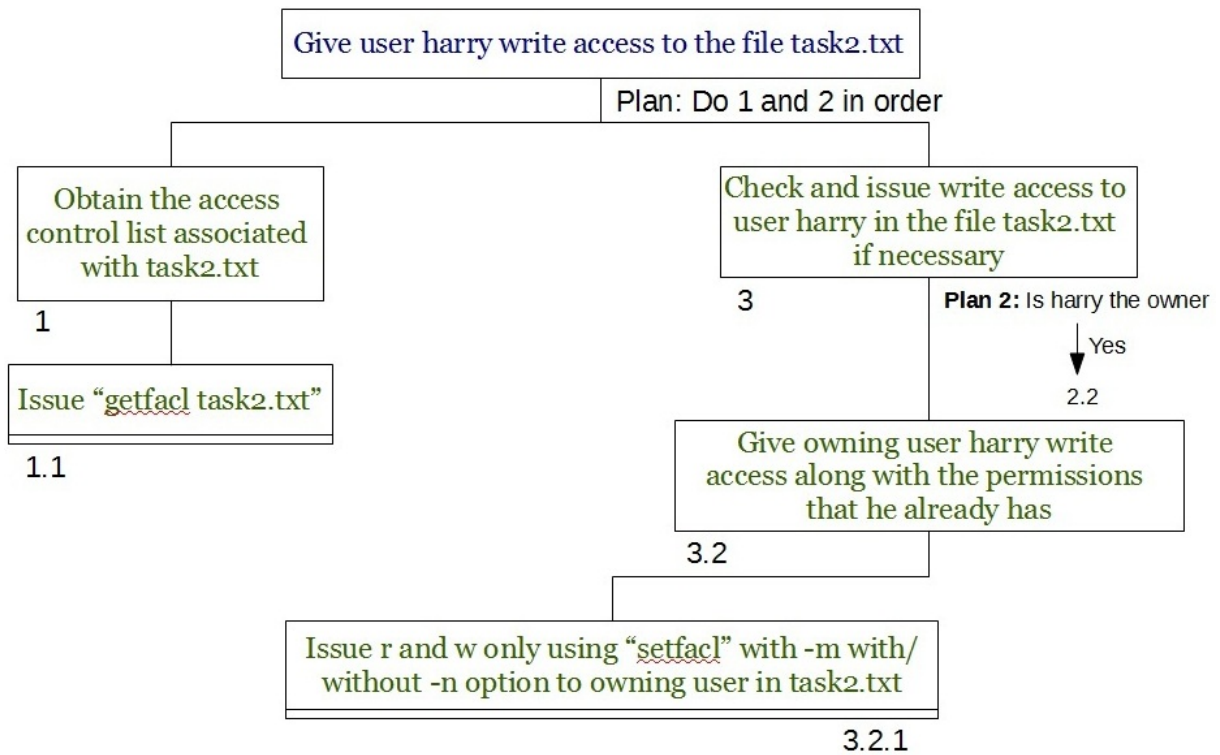 Give user harry write access to the file task2.txt
Plan: Do 1 and 2 in order
Obtain the access
control list associated
with task2.txt
1
Issue “getfacl task2.txt”
1.1
Check and issue write access to
user harry in the file task2.txt
if necessary
3
Plan 2: Is harry the owner
Yes
2.2
Give owning user harry write
access along with the permissions
that he already has
3.2
Issue r and w only using “setfacl” with -m with/
without -n option to owning user in task2.txt
3.2.1